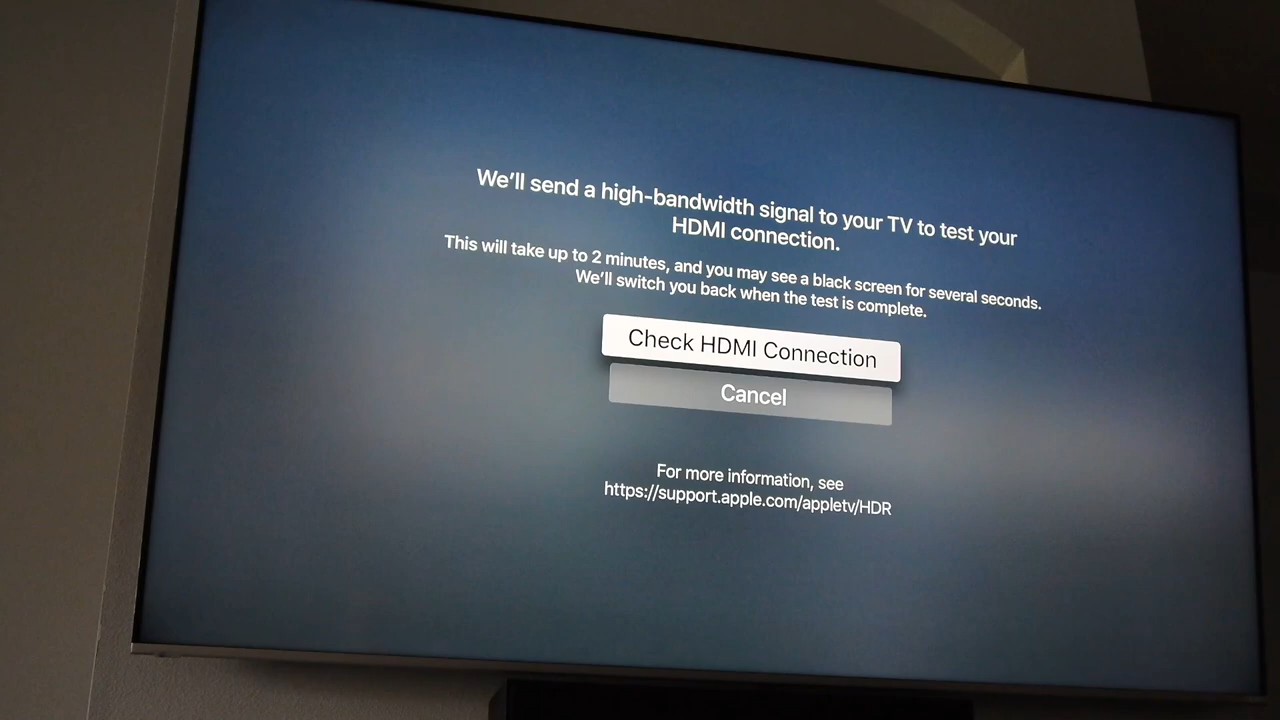 We'll send a high-bandwidth signal to your TV to test your
HDMI connection.
This will take up to 2 minutes, and you may see a black screen for several seconds.
We'll switch you back when the test is complete.
Check HDMI Connection
Cancel
For more information, see
https://support.apple.com/appletv/HDR